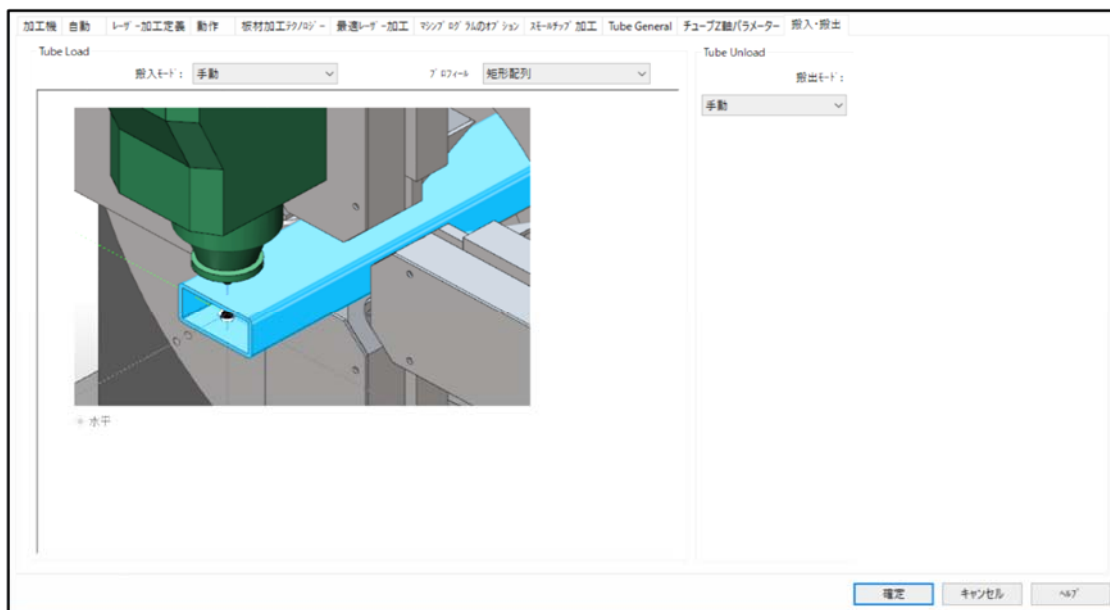 加工機 自動 ﾚｰｻﾞｰ加工定義 動作 板材加工ﾃｸﾉﾛｼﾞｰ 最適ﾚｰｻﾞｰ加工 ﾏｼﾝﾌﾟﾛｸﾞﾗﾑのｵﾌﾟｼｮﾝ ｽﾓｰﾙﾁｯﾌﾟ加工 Tube General ﾁｭｰﾌﾞZ軸ﾊﾟﾗﾒｰﾀｰ 搬入・搬出
Tube Load
搬入ﾓｰﾄﾞ: 手動 ﾌﾟﾛﾌｨｰﾙ 矩形配列
水平
Tube Unload
搬出ﾓｰﾄﾞ:
手動
確定 ｷｬﾝｾﾙ ﾍﾙﾌﾟ